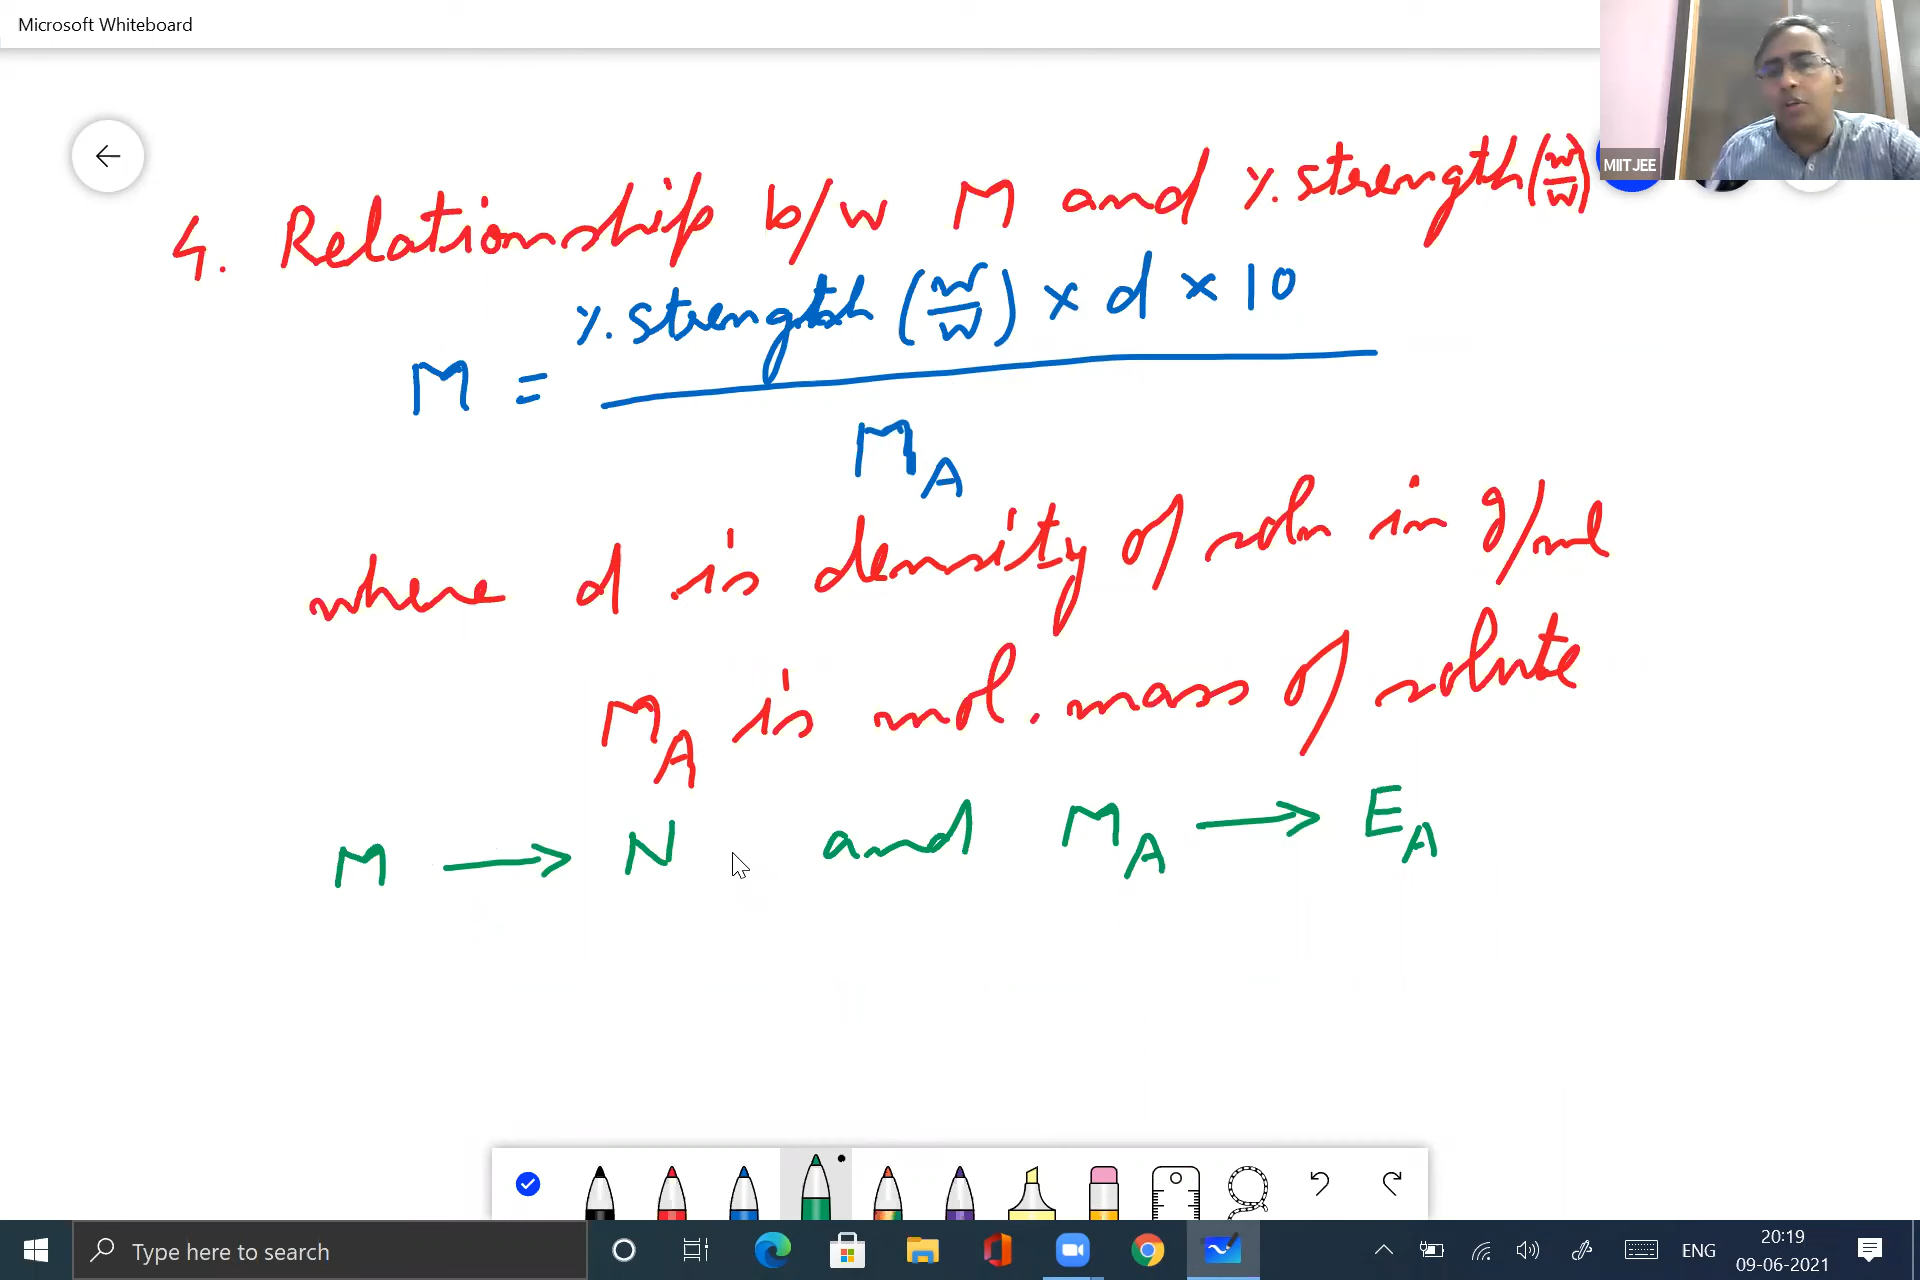 Microsoft Whiteboard
MIIT JEE
4. Relationship b/w M and %. strength (w/w)
M = %. strength (w/w) × d × 10 / M_A
where d is density of soln in g/ml
M_A is mol. mass of solute
M → N and M_A → E_A
Type here to search
ENG
20:19
09-06-2021